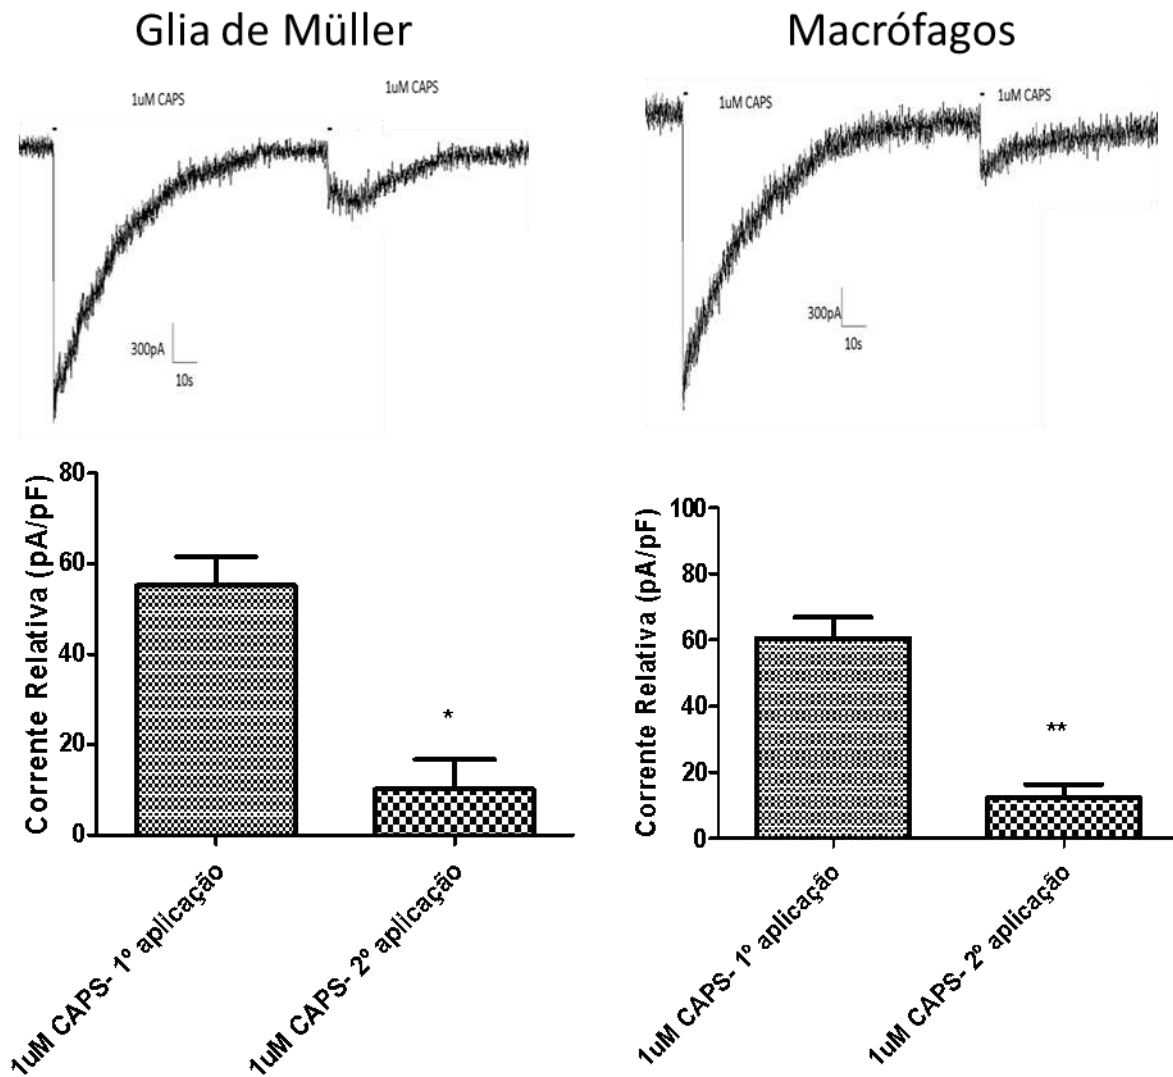 Glia de Müller
1uM CAPS
1uM CAPS
300pA
10s
Corrente Relativa (pA/pF)
80
60
40
20
0
*
1uM CAPS- 1º aplicação
1uM CAPS- 2º aplicação
Macrófagos
1uM CAPS
1uM CAPS
300pA
10s
Corrente Relativa (pA/pF)
100
80
60
40
20
0
**
1uM CAPS- 1º aplicação
1uM CAPS- 2º aplicação